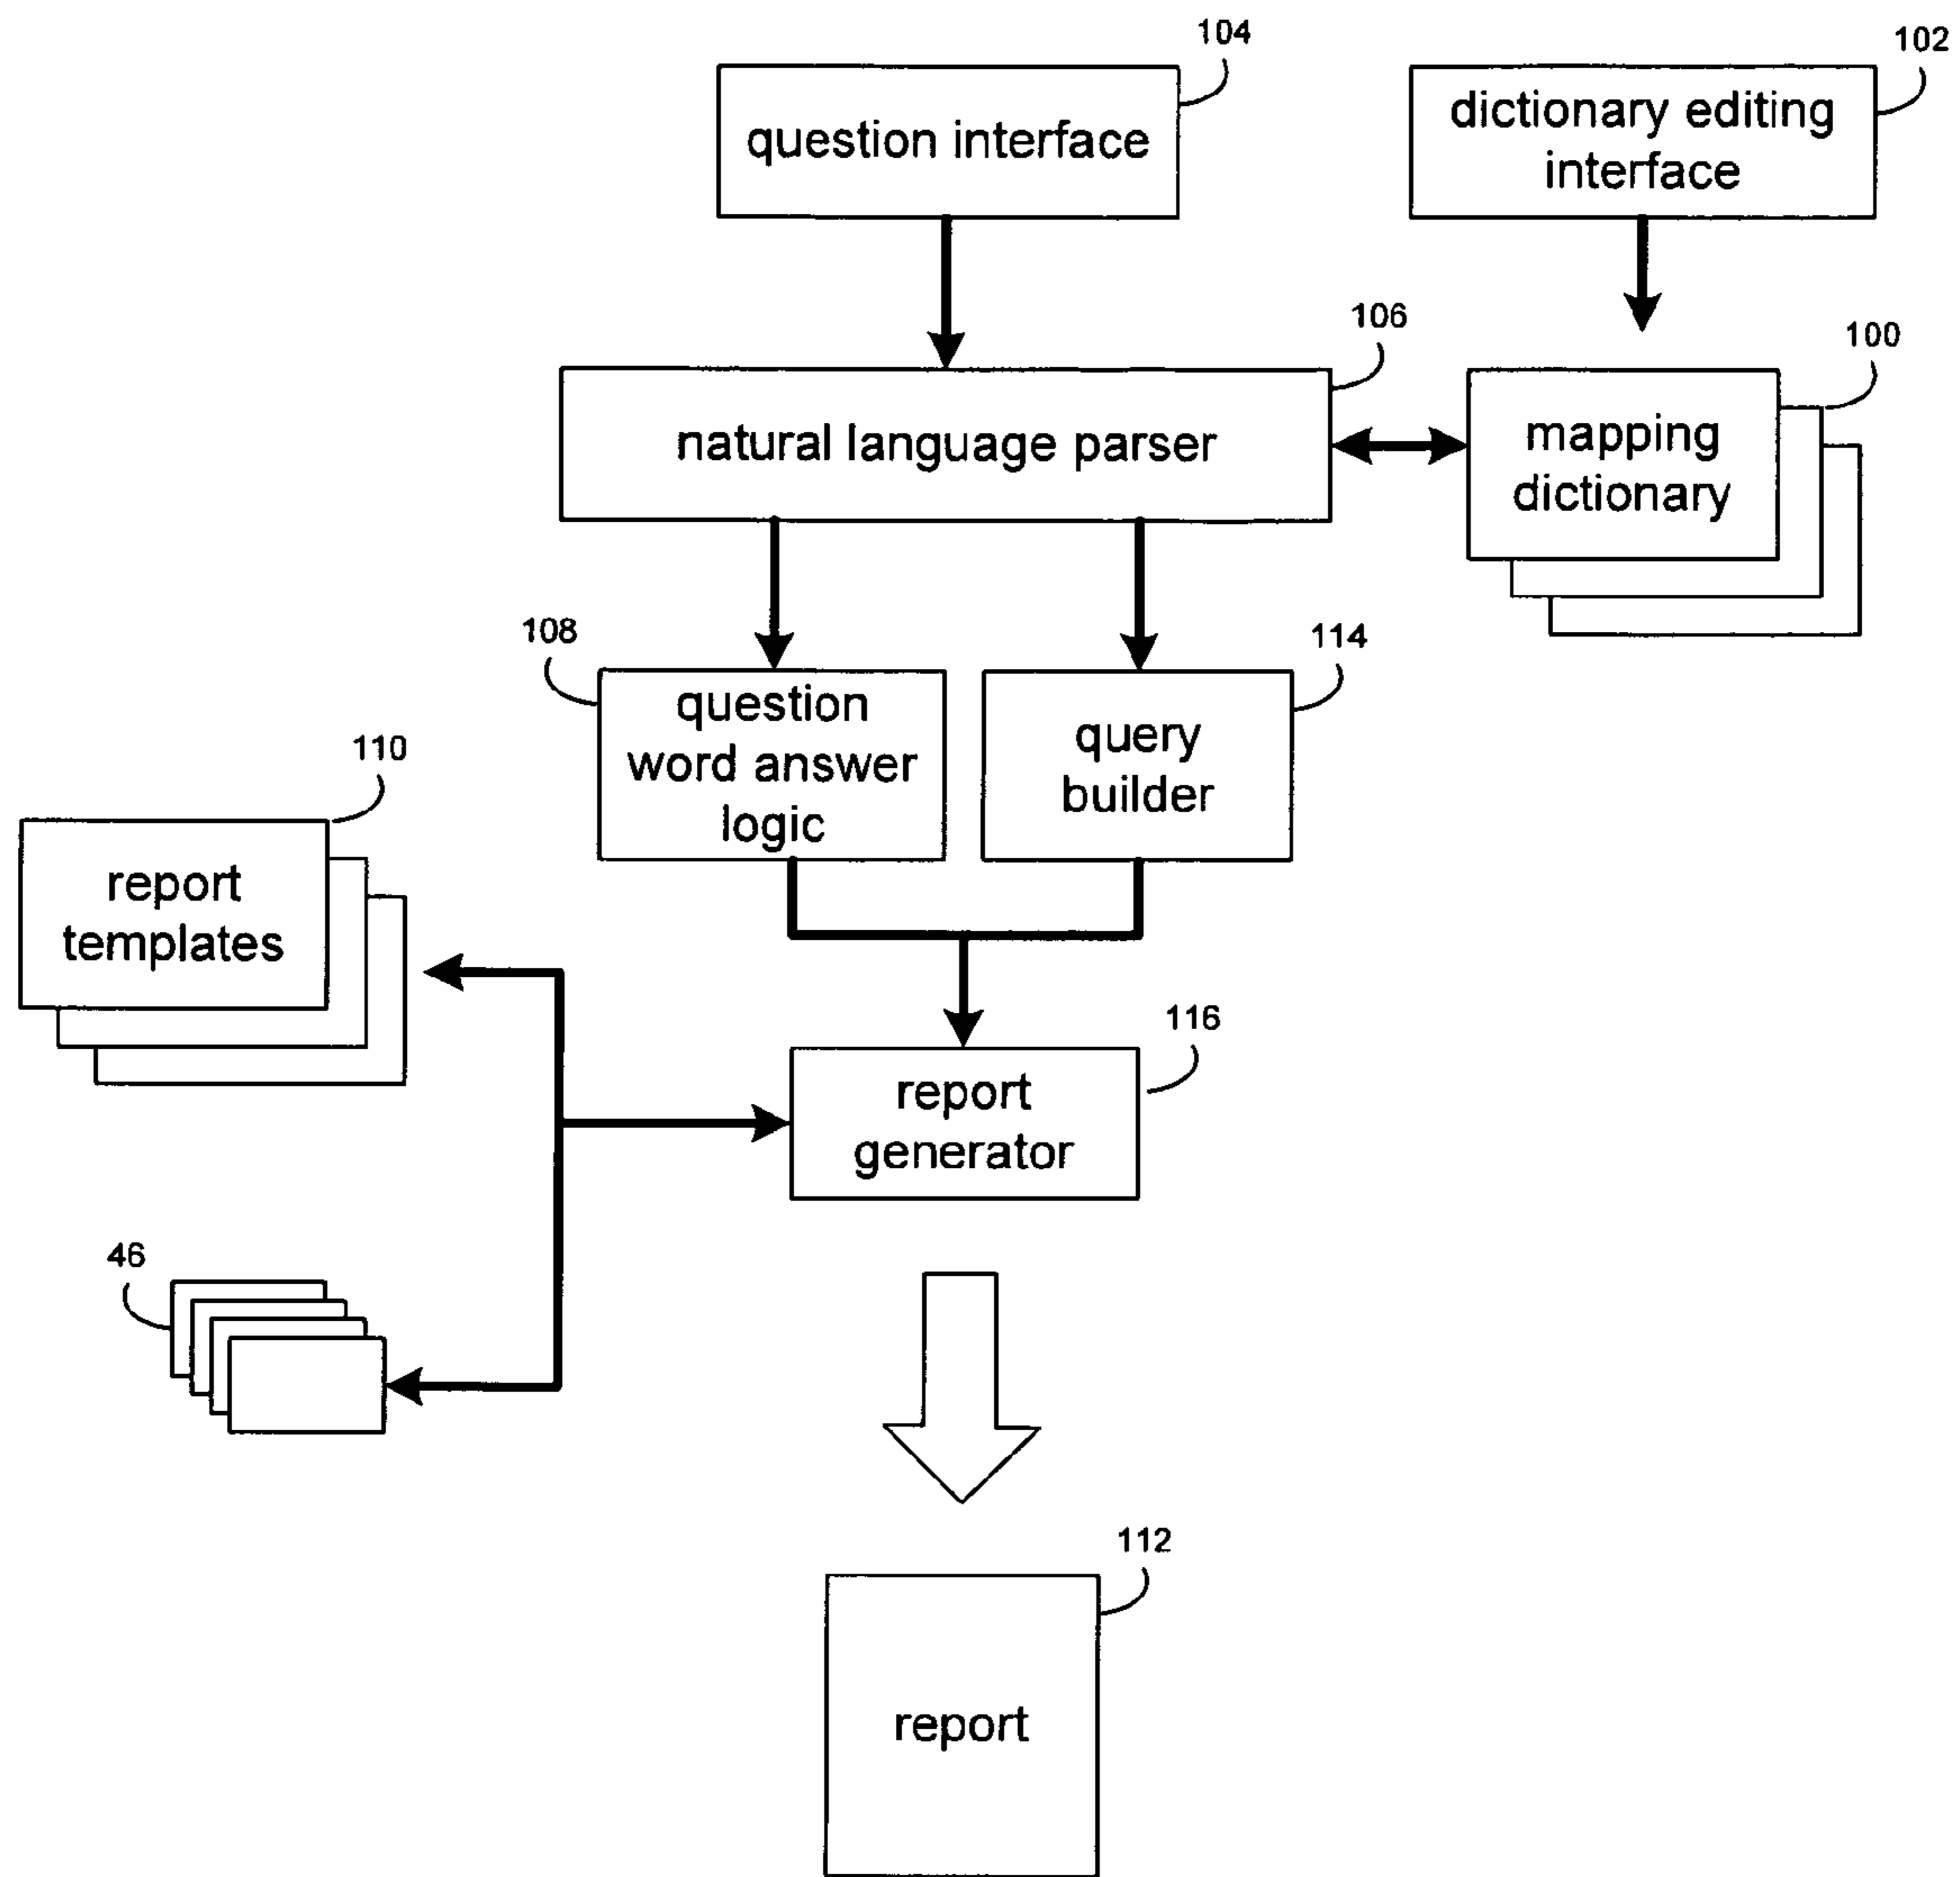 104
102
question interface
dictionary editing
interface
106
100
natural language parser
mapping
dictionary
108
114
question
word answer
logic
query
builder
110
report
templates
116
report
generator
46
112
report